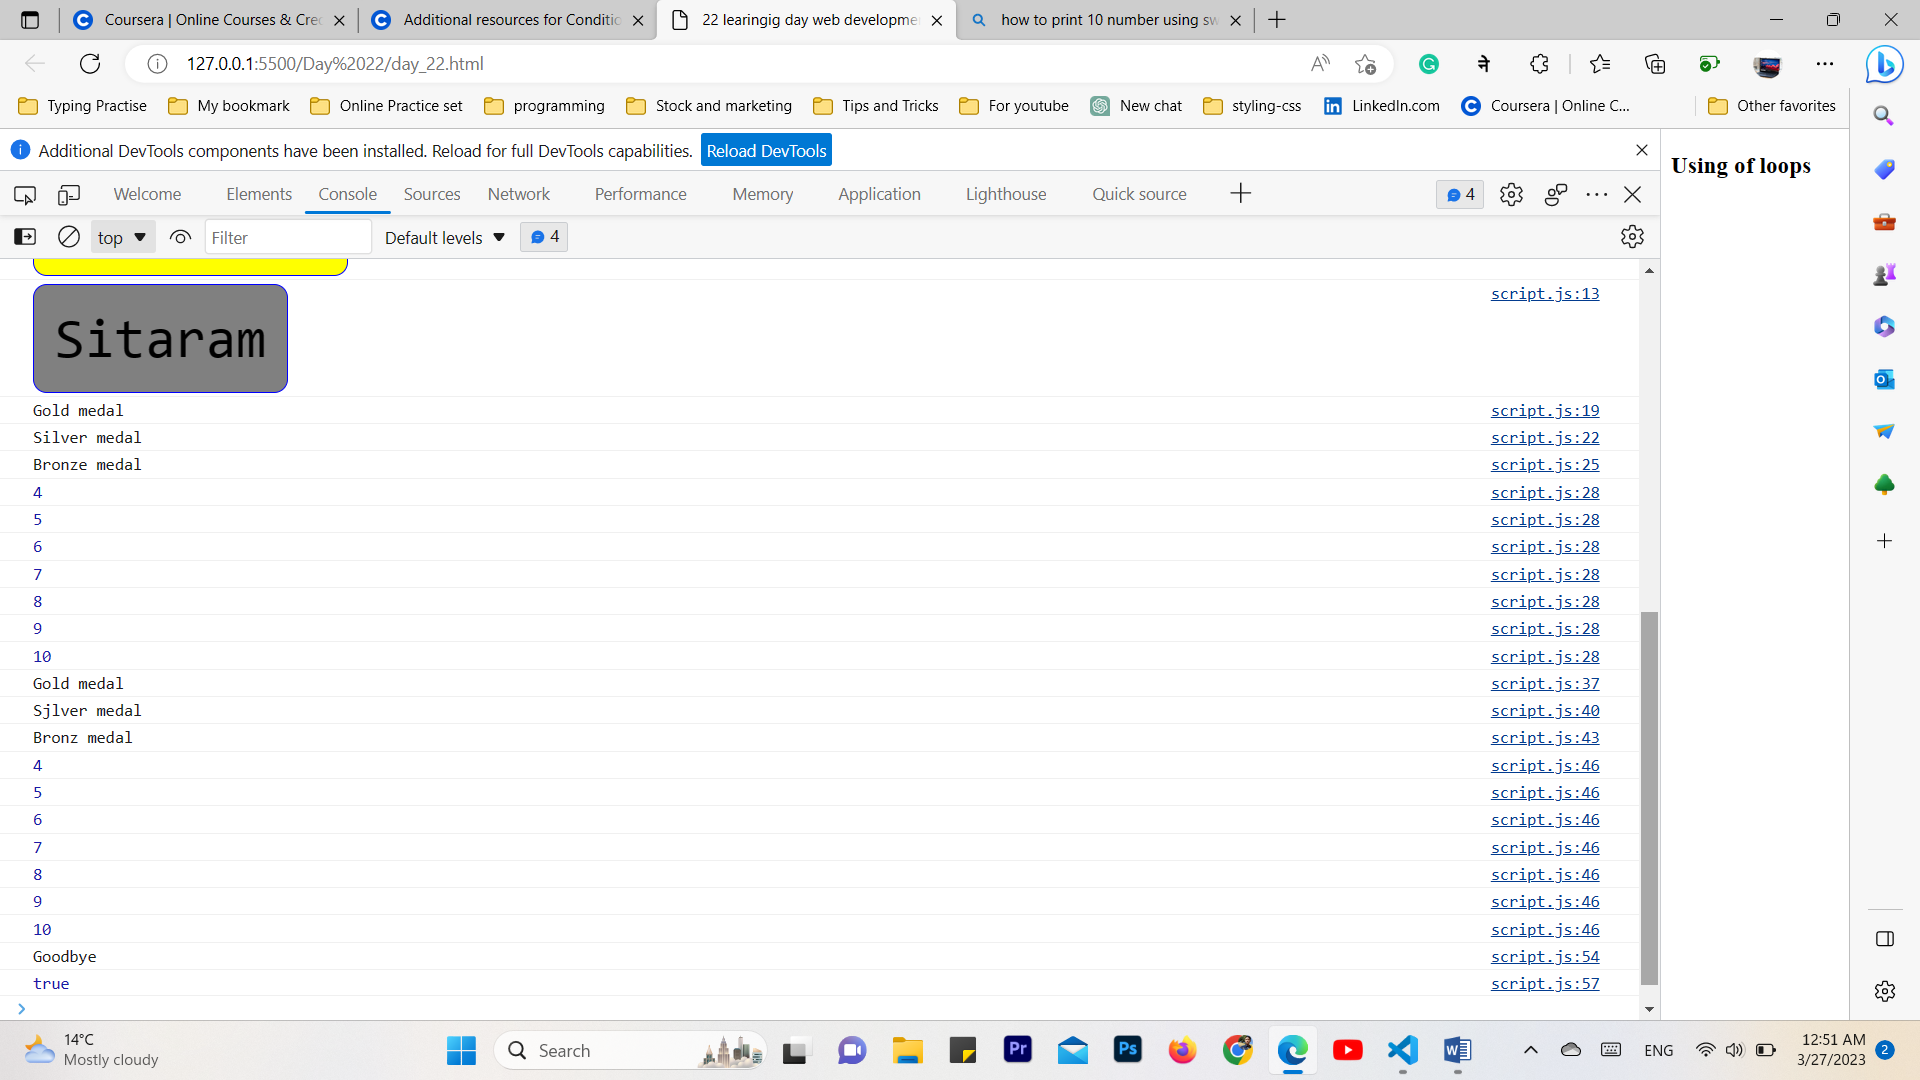 Coursera | Online Courses & Cred
Additional resources for Conditio
22 learingig day web developme
how to print 10 number using sw
127.0.0.1:5500/Day%2022/day_22.html
Typing Practise
My bookmark
Online Practice set
programming
Stock and marketing
Tips and Tricks
For youtube
New chat
styling-css
LinkedIn.com
Coursera | Online C...
Other favorites
Additional DevTools components have been installed. Reload for full DevTools capabilities.
Reload DevTools
Using of loops
Welcome
Elements
Console
Sources
Network
Performance
Memory
Application
Lighthouse
Quick source
4
top
Filter
Default levels
4
Sitaram script.js:13
Gold medal script.js:19
Silver medal script.js:22
Bronze medal script.js:25
4 script.js:28
5 script.js:28
6 script.js:28
7 script.js:28
8 script.js:28
9 script.js:28
10 script.js:28
Gold medal script.js:37
Sjlver medal script.js:40
Bronz medal script.js:43
4 script.js:46
5 script.js:46
6 script.js:46
7 script.js:46
8 script.js:46
9 script.js:46
10 script.js:46
Goodbye script.js:54
true script.js:57
14°C
Mostly cloudy
Search
Pr
Ps
ENG
12:51 AM
3/27/2023
2